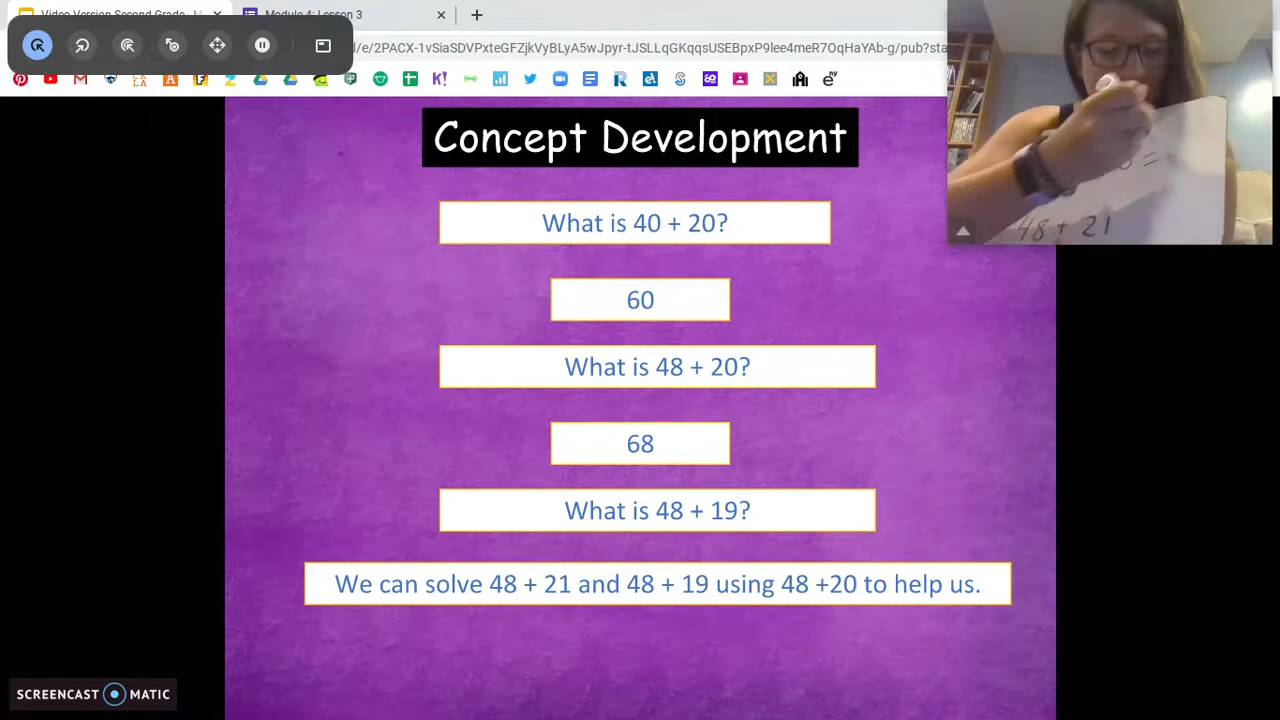 Video Version Second Grade
Module 4: Lesson 3
/e/2PACX-1vSiaSDVPxteGFZjkVyBLyA5wJpyr-tJSLLqGKqqsUSEBpxP9lee4meR7OqHaYAb-g/pub?sta
Concept Development
What is 40 + 20?
60
What is 48 + 20?
68
What is 48 + 19?
We can solve 48 + 21 and 48 + 19 using 48 +20 to help us.
48 + 21
SCREENCAST MATIC